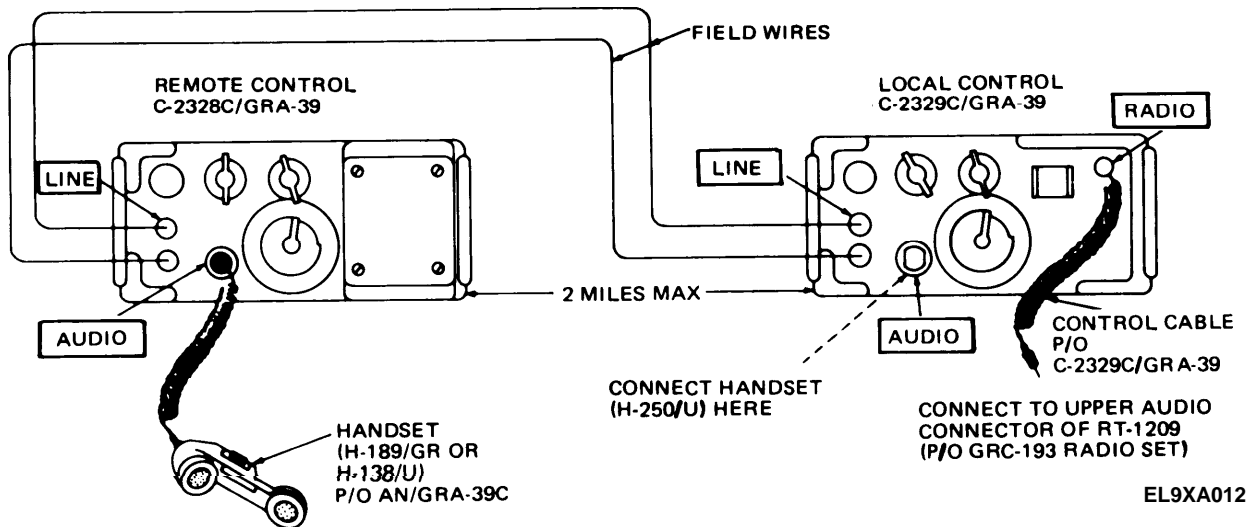 FIELD WIRES
REMOTE CONTROL
C-2328C/GRA-39
LOCAL CONTROL
C-2329C/GRA-39
RADIO
LINE
LINE
2 MILES MAX
AUDIO
AUDIO
CONTROL CABLE
P/O
C-2329C/GRA-39
CONNECT HANDSET
(H-250/U) HERE
CONNECT TO UPPER AUDIO
CONNECTOR OF RT-1209
(P/O GRC-193 RADIO SET)
HANDSET
(H-189/GR OR
H-138/U)
P/O AN/GRA-39C
EL9XA012